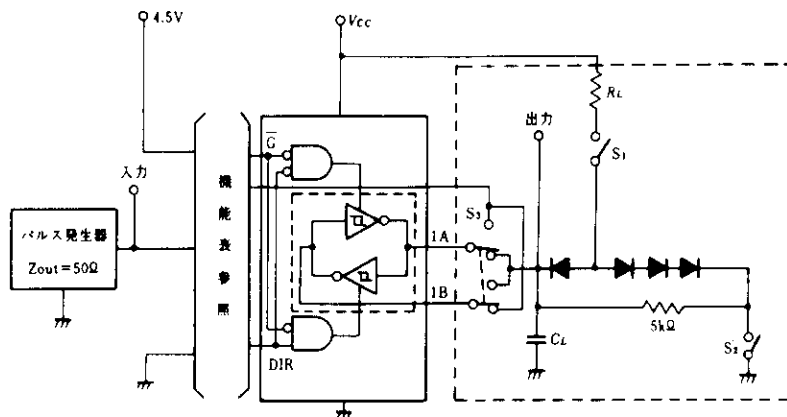 4.5V
VCC
RL
出力
S1
入力
機能表参照
G
S3
1A
パルス発生器
Zout=50Ω
1B
5kΩ
CL
S2
DIR